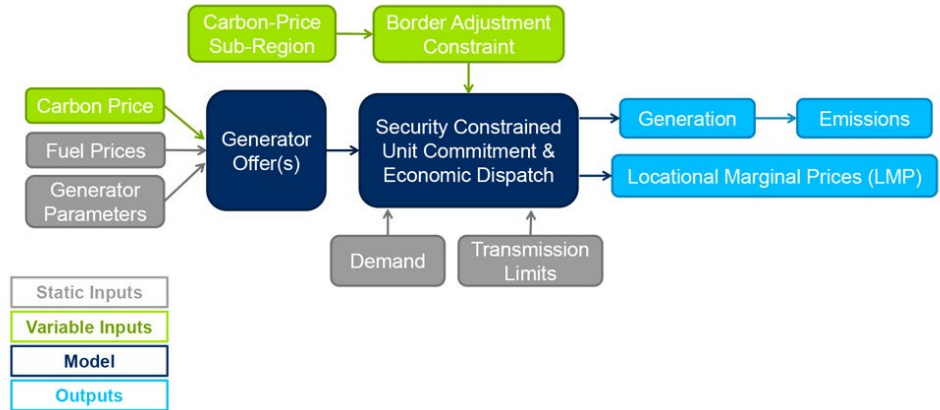 Carbon-Price
Sub-Region
Border Adjustment
Constraint
Carbon Price
Fuel Prices
Generator
Parameters
Generator
Offer(s)
Security Constrained
Unit Commitment &
Economic Dispatch
Generation
Emissions
Locational Marginal Prices (LMP)
Demand
Transmission
Limits
Static Inputs
Variable Inputs
Model
Outputs